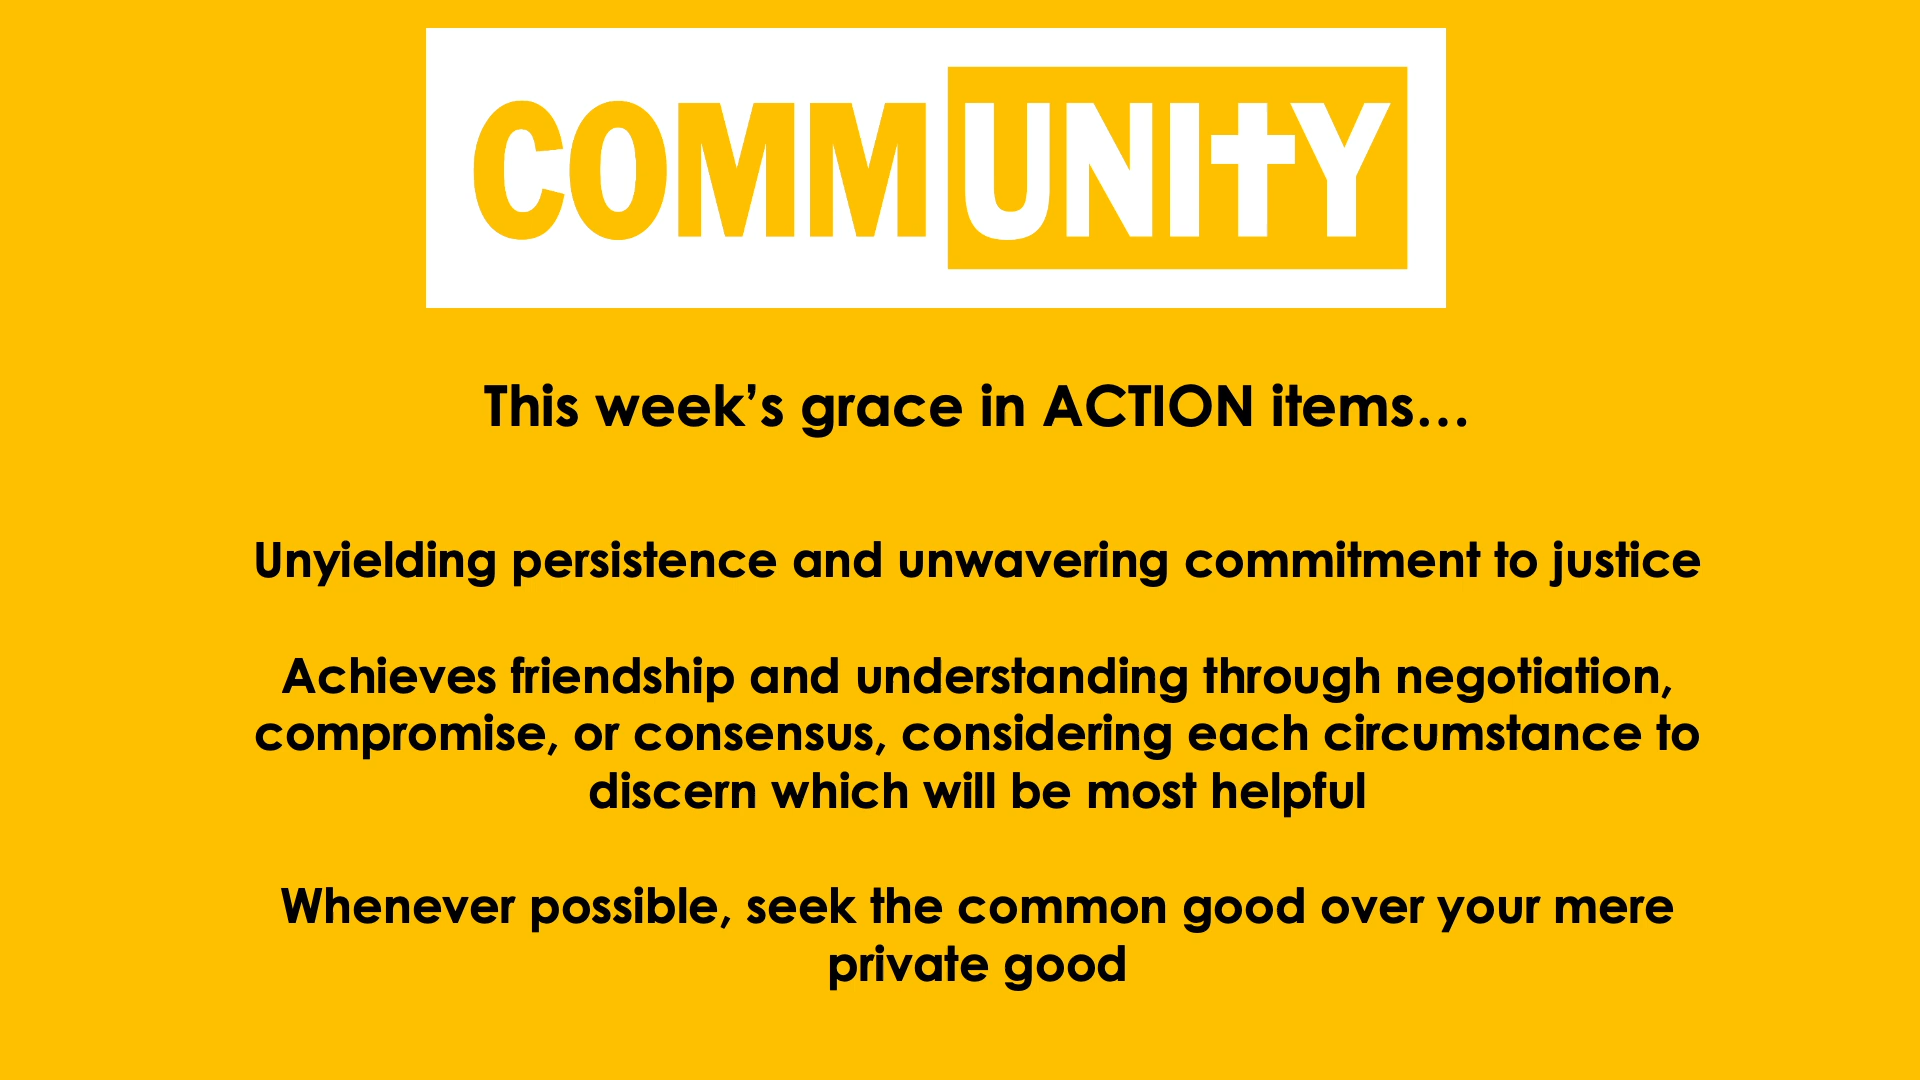 COMMUNITY
This week’s grace in ACTION items…
Unyielding persistence and unwavering commitment to justice
Achieves friendship and understanding through negotiation,
compromise, or consensus, considering each circumstance to
discern which will be most helpful
Whenever possible, seek the common good over your mere
private good